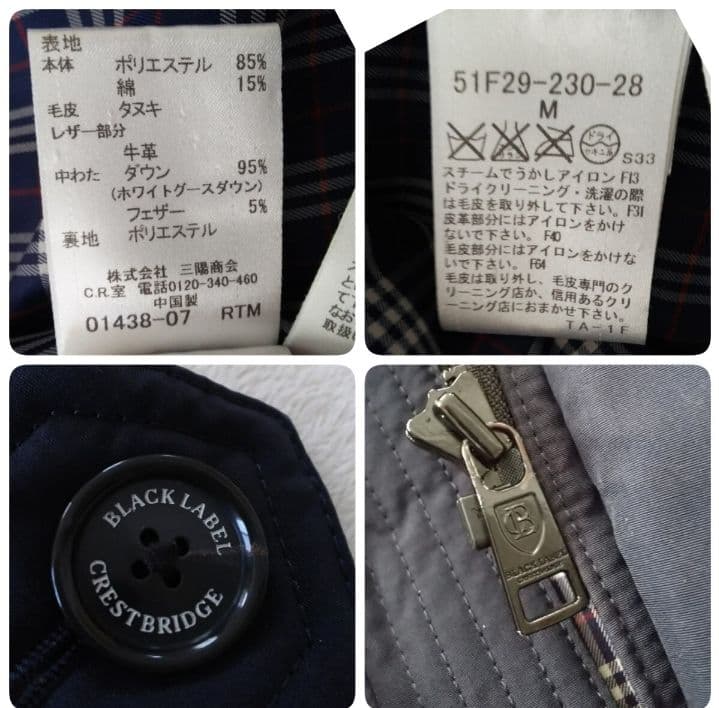 表地
本体 ポリエステル 85%
綿 15%
毛皮 タヌキ
レザー部分
牛革
中わた ダウン 95%
(ホワイトグースダウン)
フェザー 5%
裏地 ポリエステル
株式会社 三陽商会
C.R.室 電話0120-340-460
中国製
01438-07 RTM
51F29-230-28
M
ドライ
セキユ系
S33
スチームでうかしアイロン F13
ドライクリーニング・洗濯の際
は毛皮を取り外して下さい。F31
皮革部分にはアイロンをかけ
ないで下さい。F40
毛皮部分にはアイロンをかけな
いで下さい。F64
毛皮は取り外し、毛皮専門のク
リーニング店か、信用あるクリ
ーニング店におまかせ下さい。
TA-1F
BLACK LABEL
CRESTBRIDGE
CB
BLACK LABEL
CRESTBRIDGE